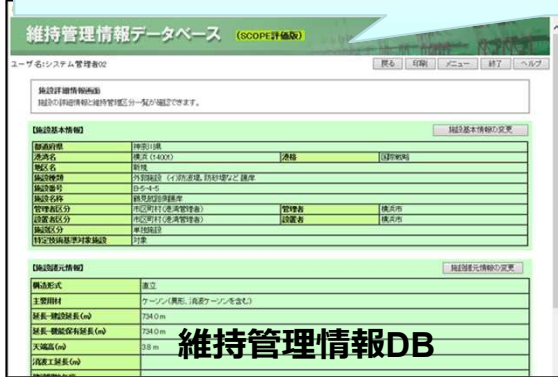 維持管理情報データベース (SCOPE評価版)
ユーザ名:システム管理者02 戻る 印刷 メニュー 終了 ヘルプ
施設詳細情報画面
施設の詳細情報と維持管理区分一覧が確認できます。
【施設基本情報】 施設基本情報の変更
都道府県 神奈川県
港湾名 横浜 (14001) 港格 国際戦略
地区名 新規
施設種類 外郭施設 (イ)防波堤、防砂堤など 護岸
施設番号 B-5-4-5
施設名称
管理者区分 市区町村(港湾管理者) 管理者 横浜市
設置者区分 市区町村(港湾管理者) 設置者 横浜市
施設区分 単独施設
特定技術基準対象施設 対象
【施設諸元情報】 施設諸元情報の変更
構造形式 直立
主要用材 ケーソン(異形、消波ケーソンを含む)
延長-建設延長(m) 734.0 m
延長-機能保有延長(m) 734.0 m
天端高(m) 3.8 m
消波工延長(m)
維持管理情報DB